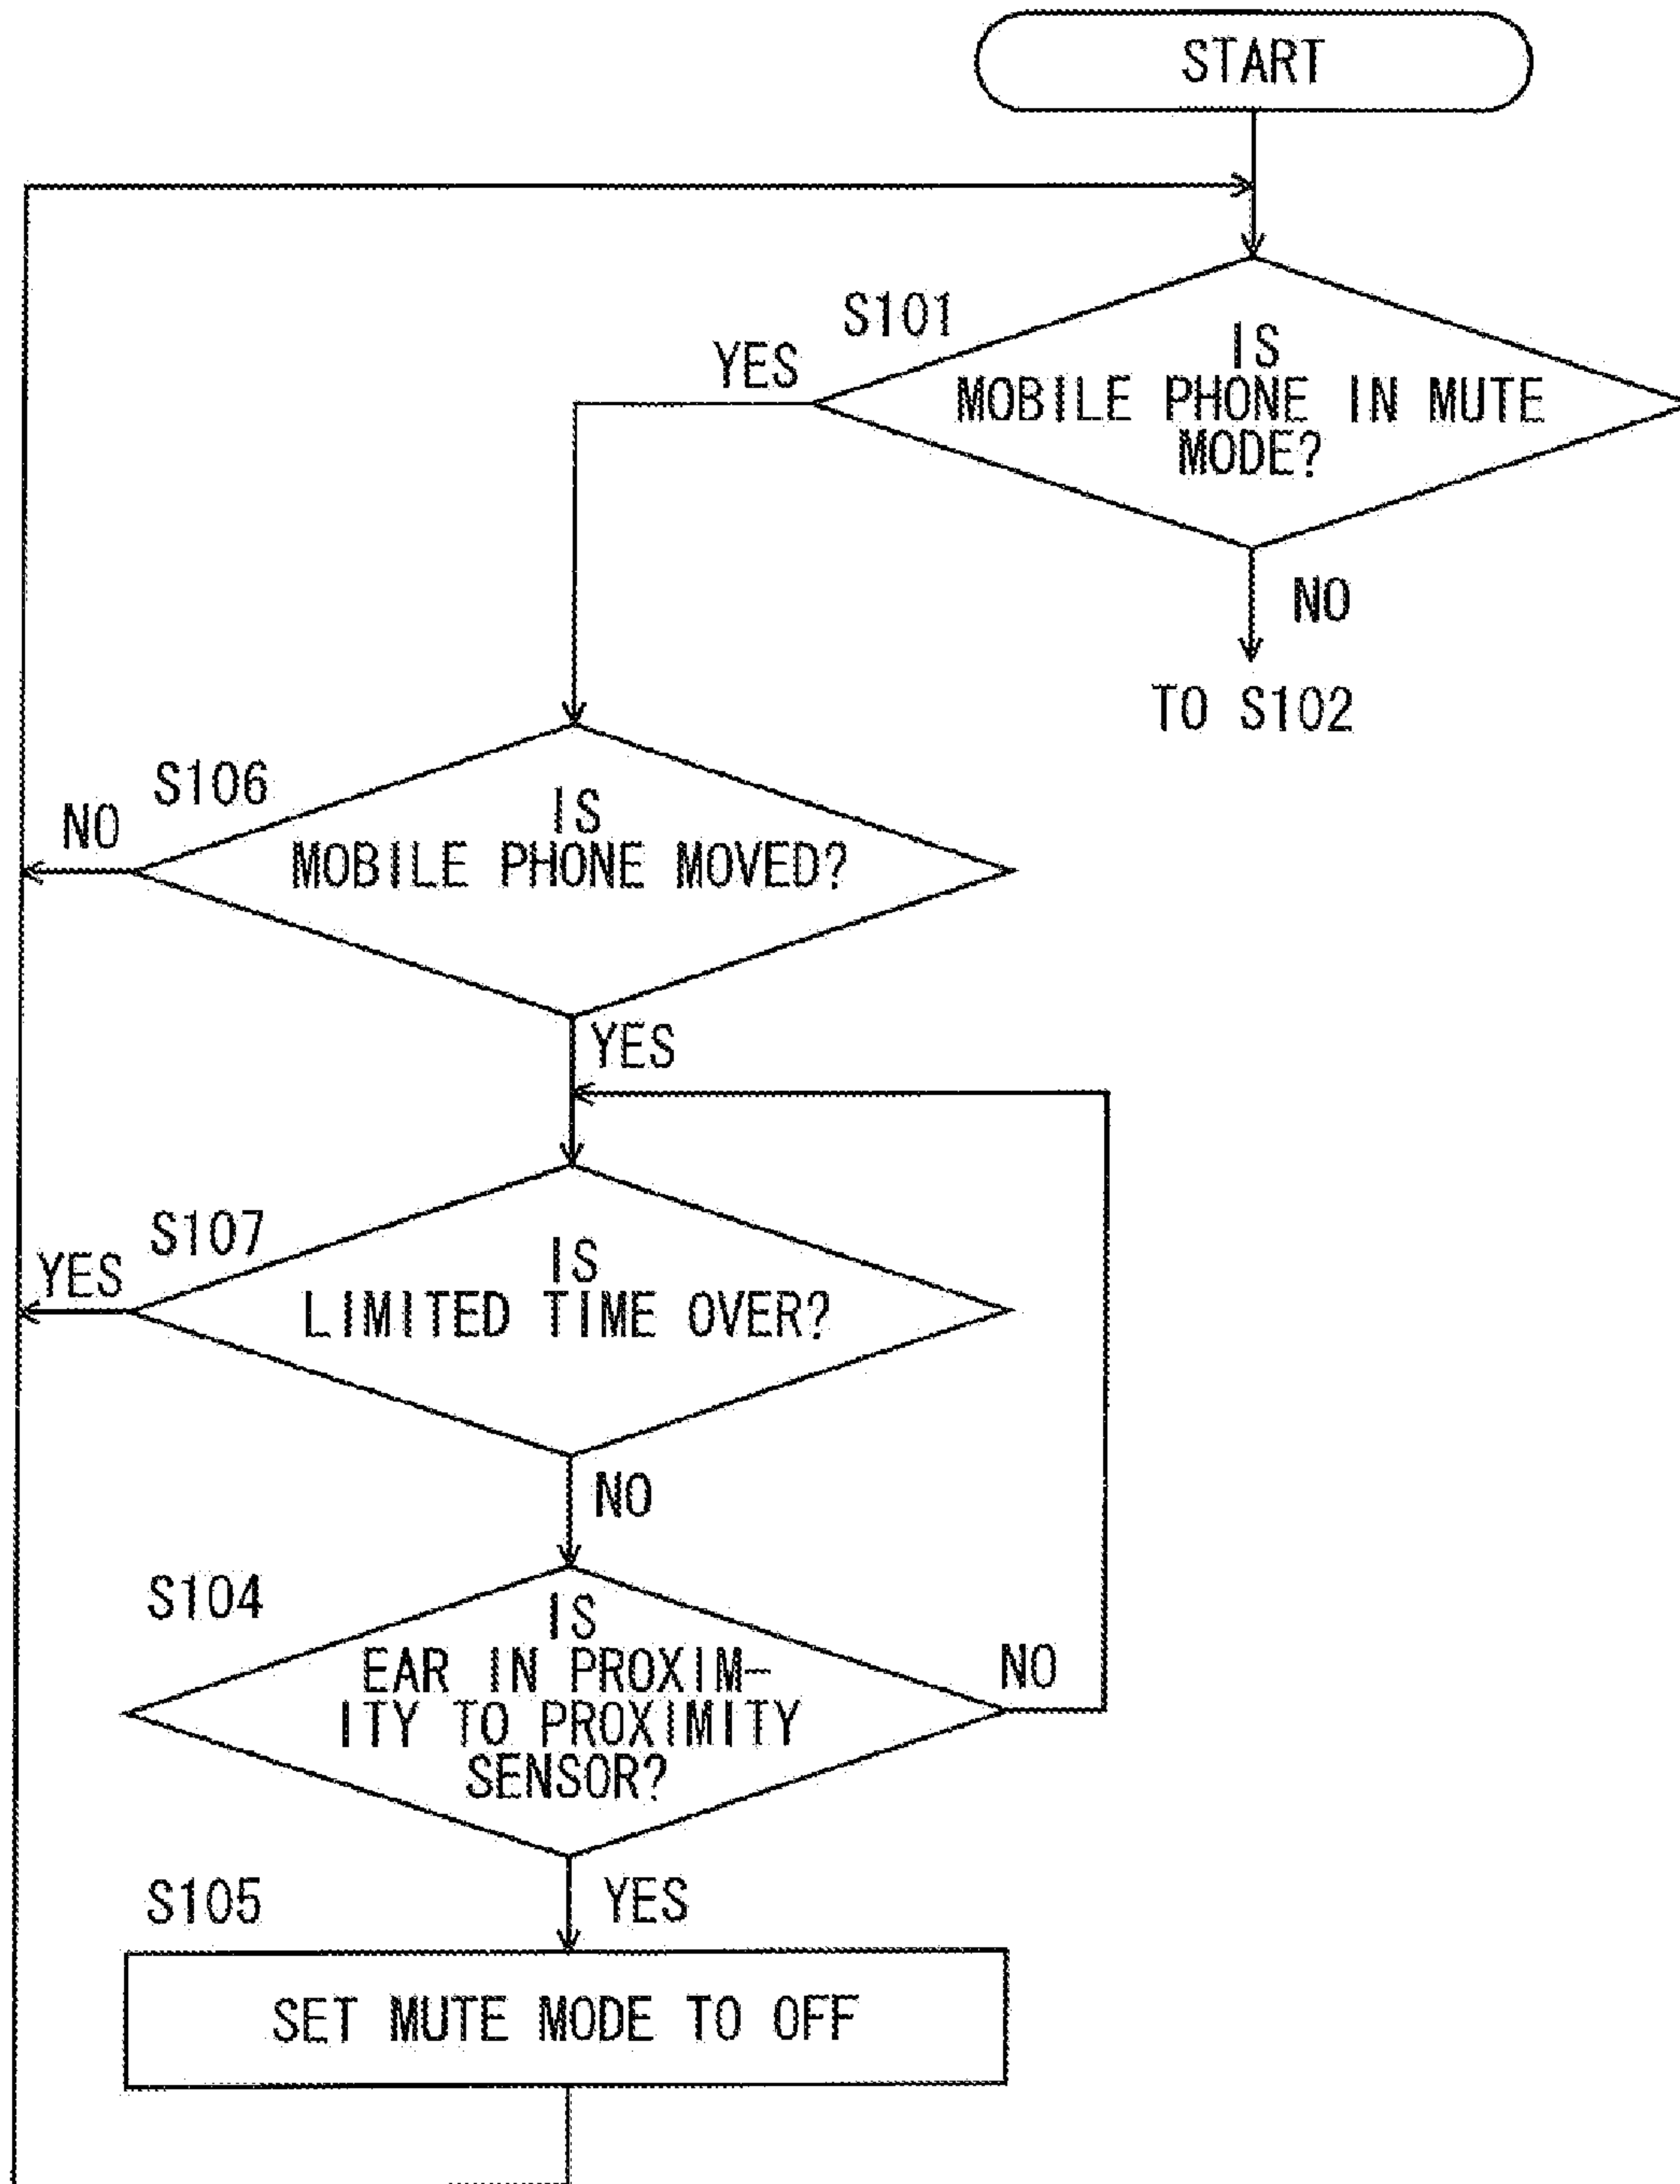 START
S101
YES
IS
MOBILE PHONE IN MUTE
MODE?
NO
TO S102
S106
NO
IS
MOBILE PHONE MOVED?
YES
S107
YES
IS
LIMITED TIME OVER?
NO
S104
IS
EAR IN PROXIM-
ITY TO PROXIMITY
SENSOR?
NO
S105
YES
SET MUTE MODE TO OFF